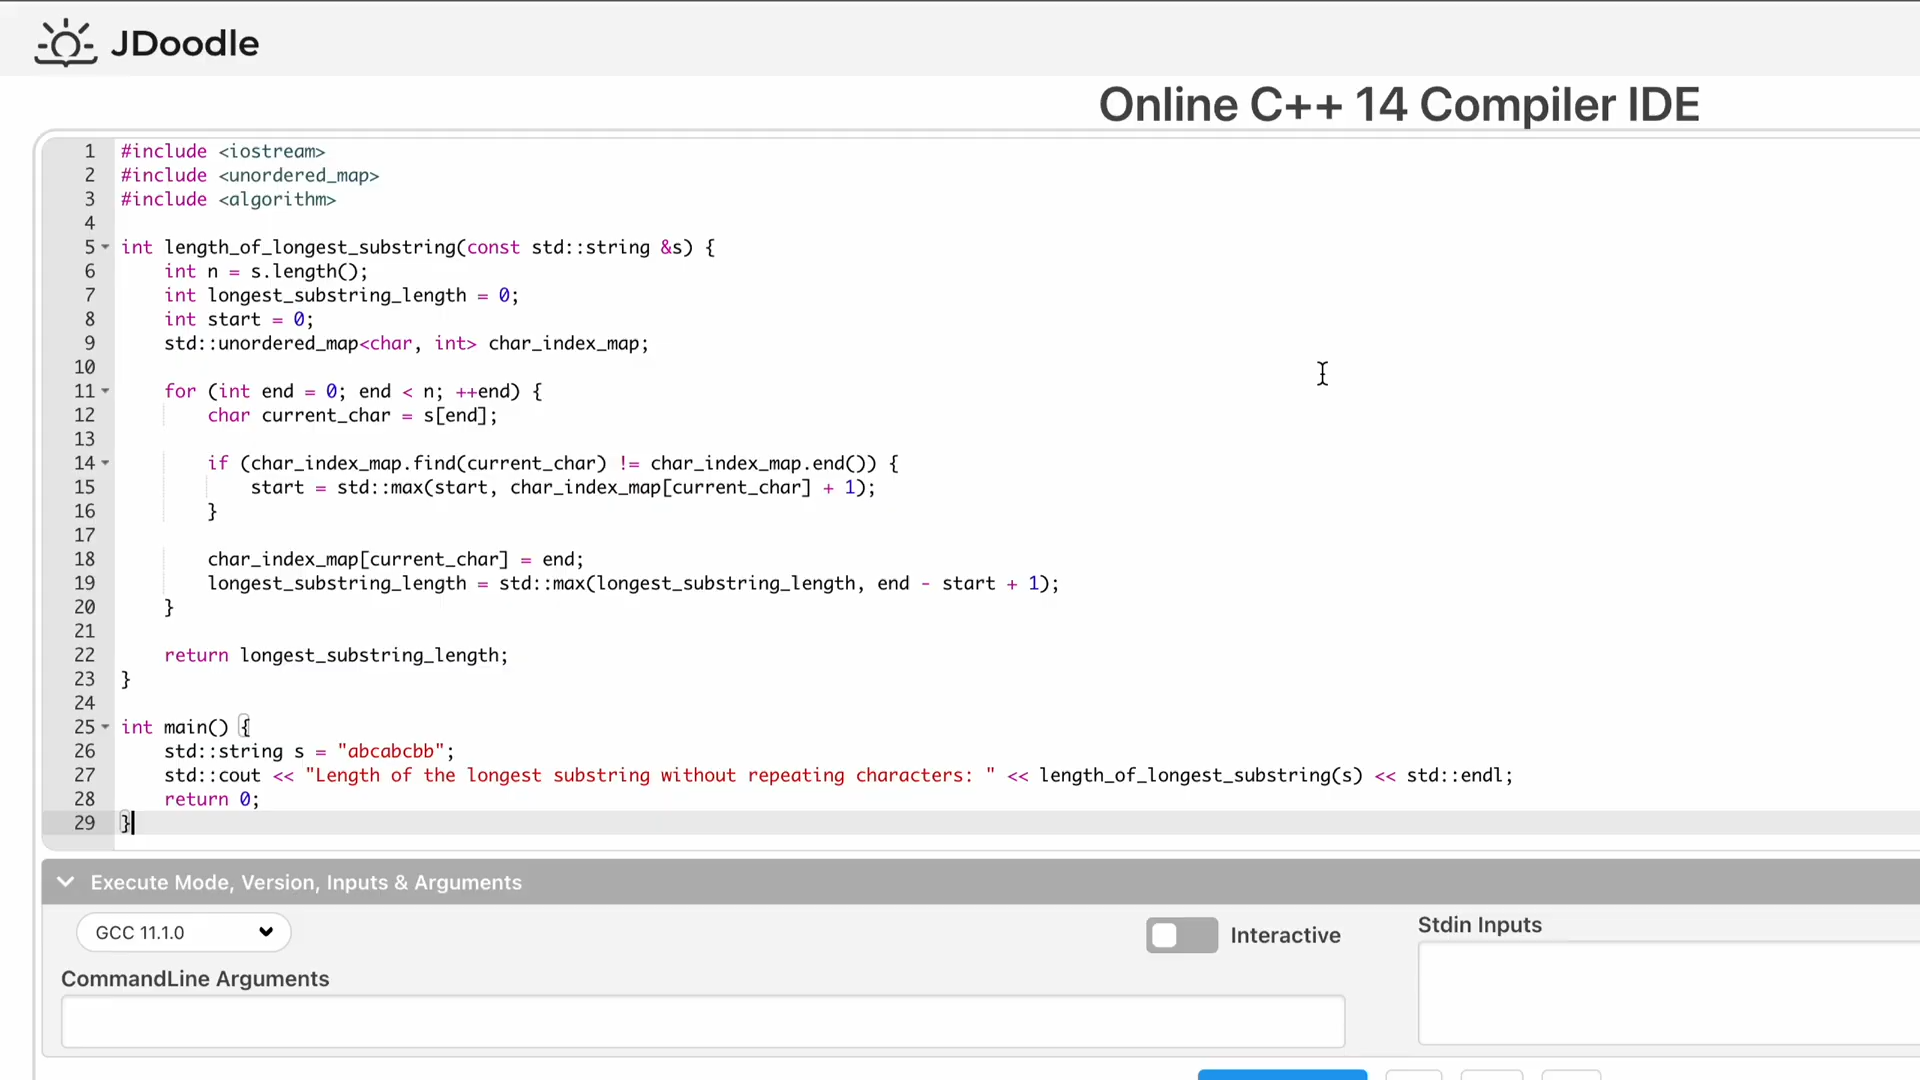 JDoodle
Online C++ 14 Compiler IDE
1 #include <iostream>
2 #include <unordered_map>
3 #include <algorithm>
4
5 int length_of_longest_substring(const std::string &s) {
6     int n = s.length();
7     int longest_substring_length = 0;
8     int start = 0;
9     std::unordered_map<char, int> char_index_map;
10
11     for (int end = 0; end < n; ++end) {
12         char current_char = s[end];
13
14         if (char_index_map.find(current_char) != char_index_map.end()) {
15             start = std::max(start, char_index_map[current_char] + 1);
16         }
17
18         char_index_map[current_char] = end;
19         longest_substring_length = std::max(longest_substring_length, end - start + 1);
20     }
21
22     return longest_substring_length;
23 }
24
25 int main() {
26     std::string s = "abcabcbb";
27     std::cout << "Length of the longest substring without repeating characters: " << length_of_longest_substring(s) << std::endl;
28     return 0;
29 }
Execute Mode, Version, Inputs & Arguments
GCC 11.1.0
Interactive
Stdin Inputs
CommandLine Arguments